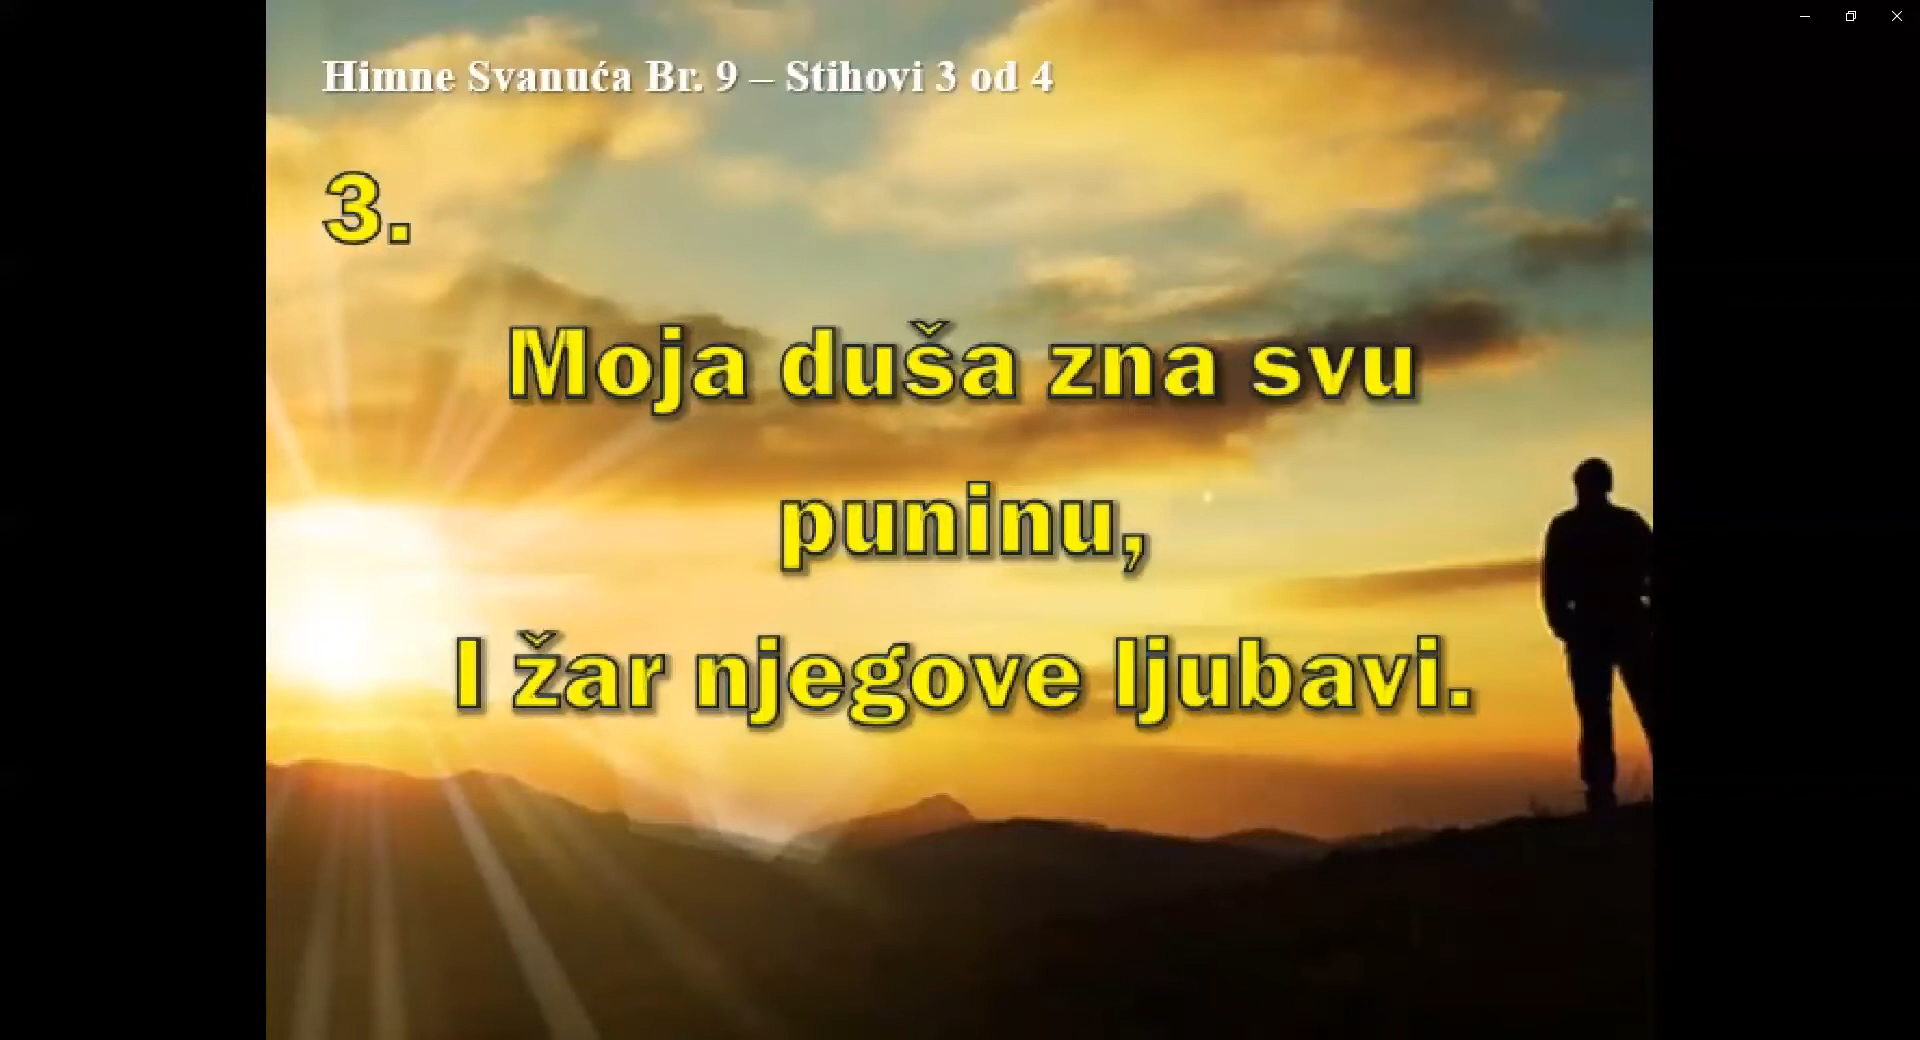 Himne Svanuća Br. 9 – Stihovi 3 od 4
3.
Moja duša zna svu
puninu,
I žar njegove ljubavi.